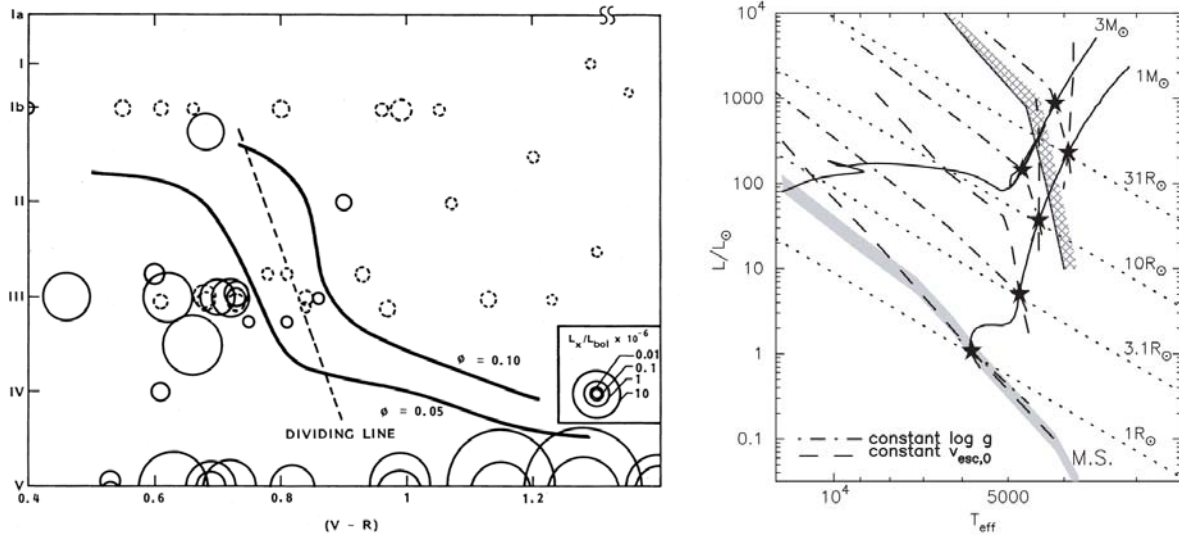 Ia
I
Ib
II
III
IV
V
0.4
0.6
0.8
1
1.2
(V - R)
ø = 0.10
ø = 0.05
DIVIDING LINE
Lx/Lbol x 10⁻⁶
0.01
0.1
1
10
10⁴
1000
100
10
1
0.1
L/L⊙
3M⊙
1M⊙
31R⊙
10R⊙
3.1R⊙
1R⊙
M.S.
constant log g
constant vesc,0
10⁴
5000
Teff